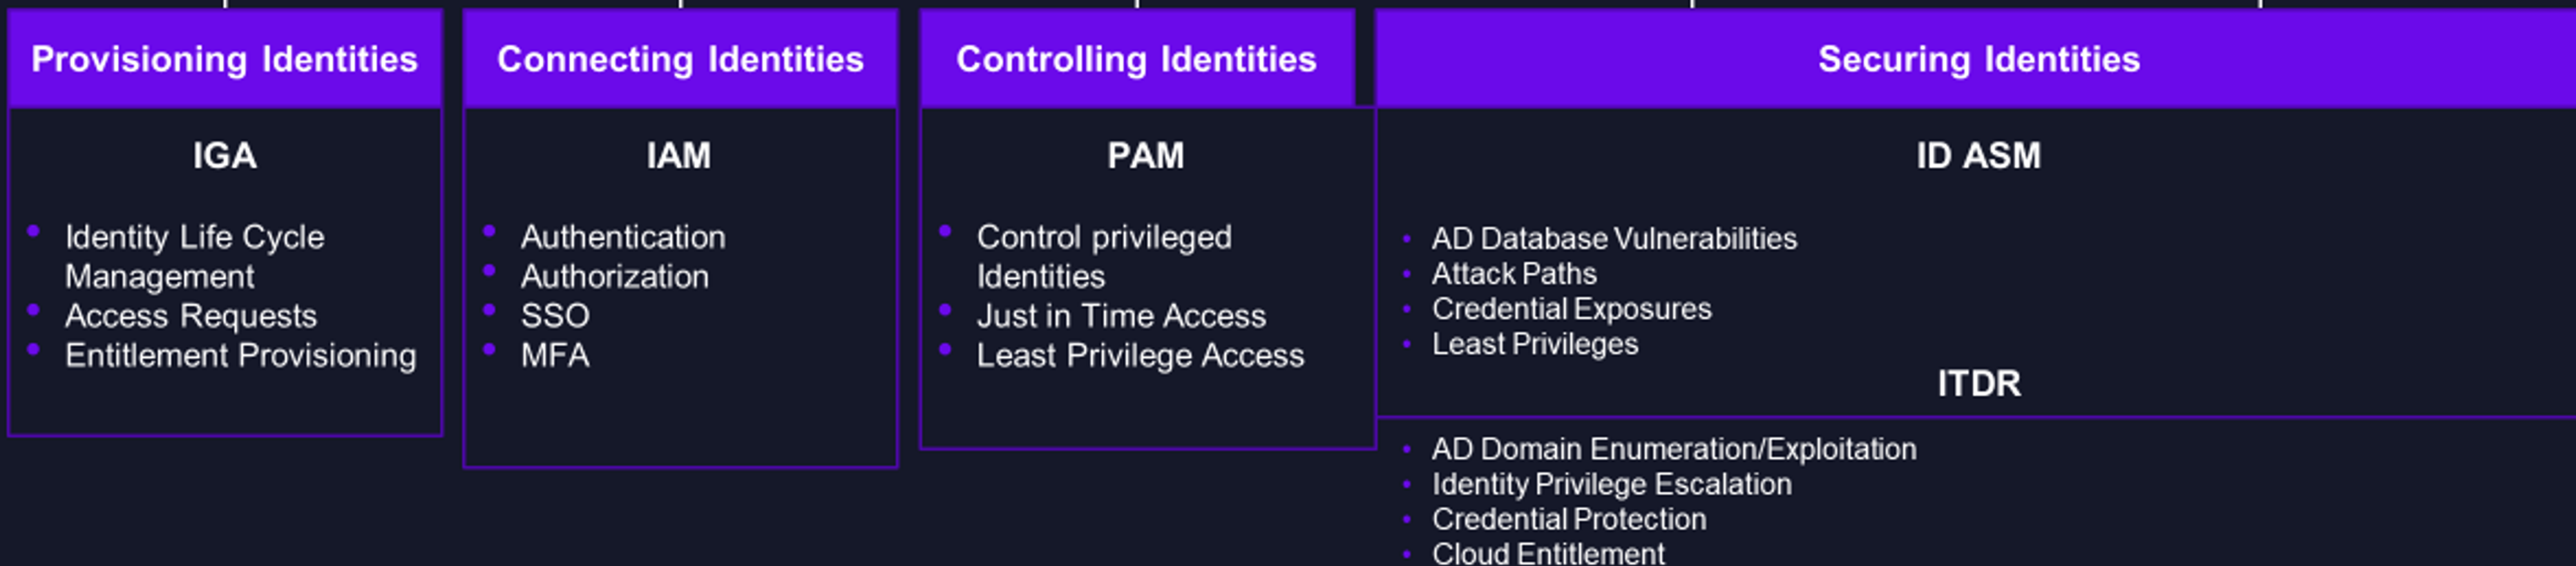 Provisioning Identities
IGA
• Identity Life Cycle
Management
• Access Requests
• Entitlement Provisioning
Connecting Identities
IAM
• Authentication
• Authorization
• SSO
• MFA
Controlling Identities
PAM
• Control privileged
Identities
• Just in Time Access
• Least Privilege Access
Securing Identities
ID ASM
• AD Database Vulnerabilities
• Attack Paths
• Credential Exposures
• Least Privileges
ITDR
• AD Domain Enumeration/Exploitation
• Identity Privilege Escalation
• Credential Protection
• Cloud Entitlement